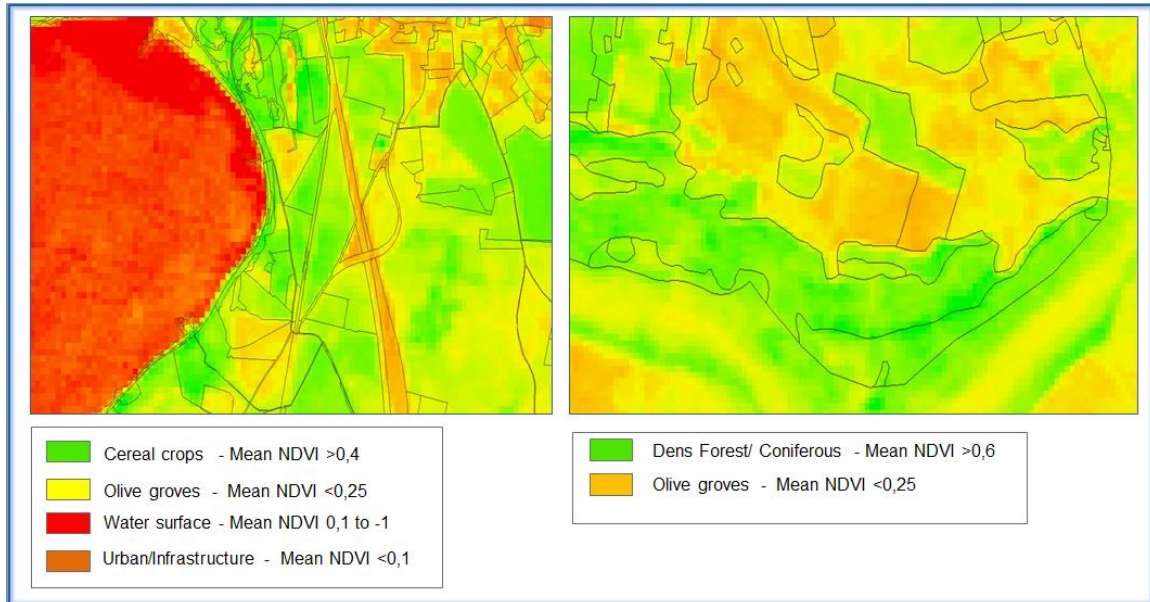 Cereal crops - Mean NDVI >0,4
Olive groves - Mean NDVI <0,25
Water surface - Mean NDVI 0,1 to -1
Urban/Infrastructure - Mean NDVI <0,1
Dens Forest/ Coniferous - Mean NDVI >0,6
Olive groves - Mean NDVI <0,25